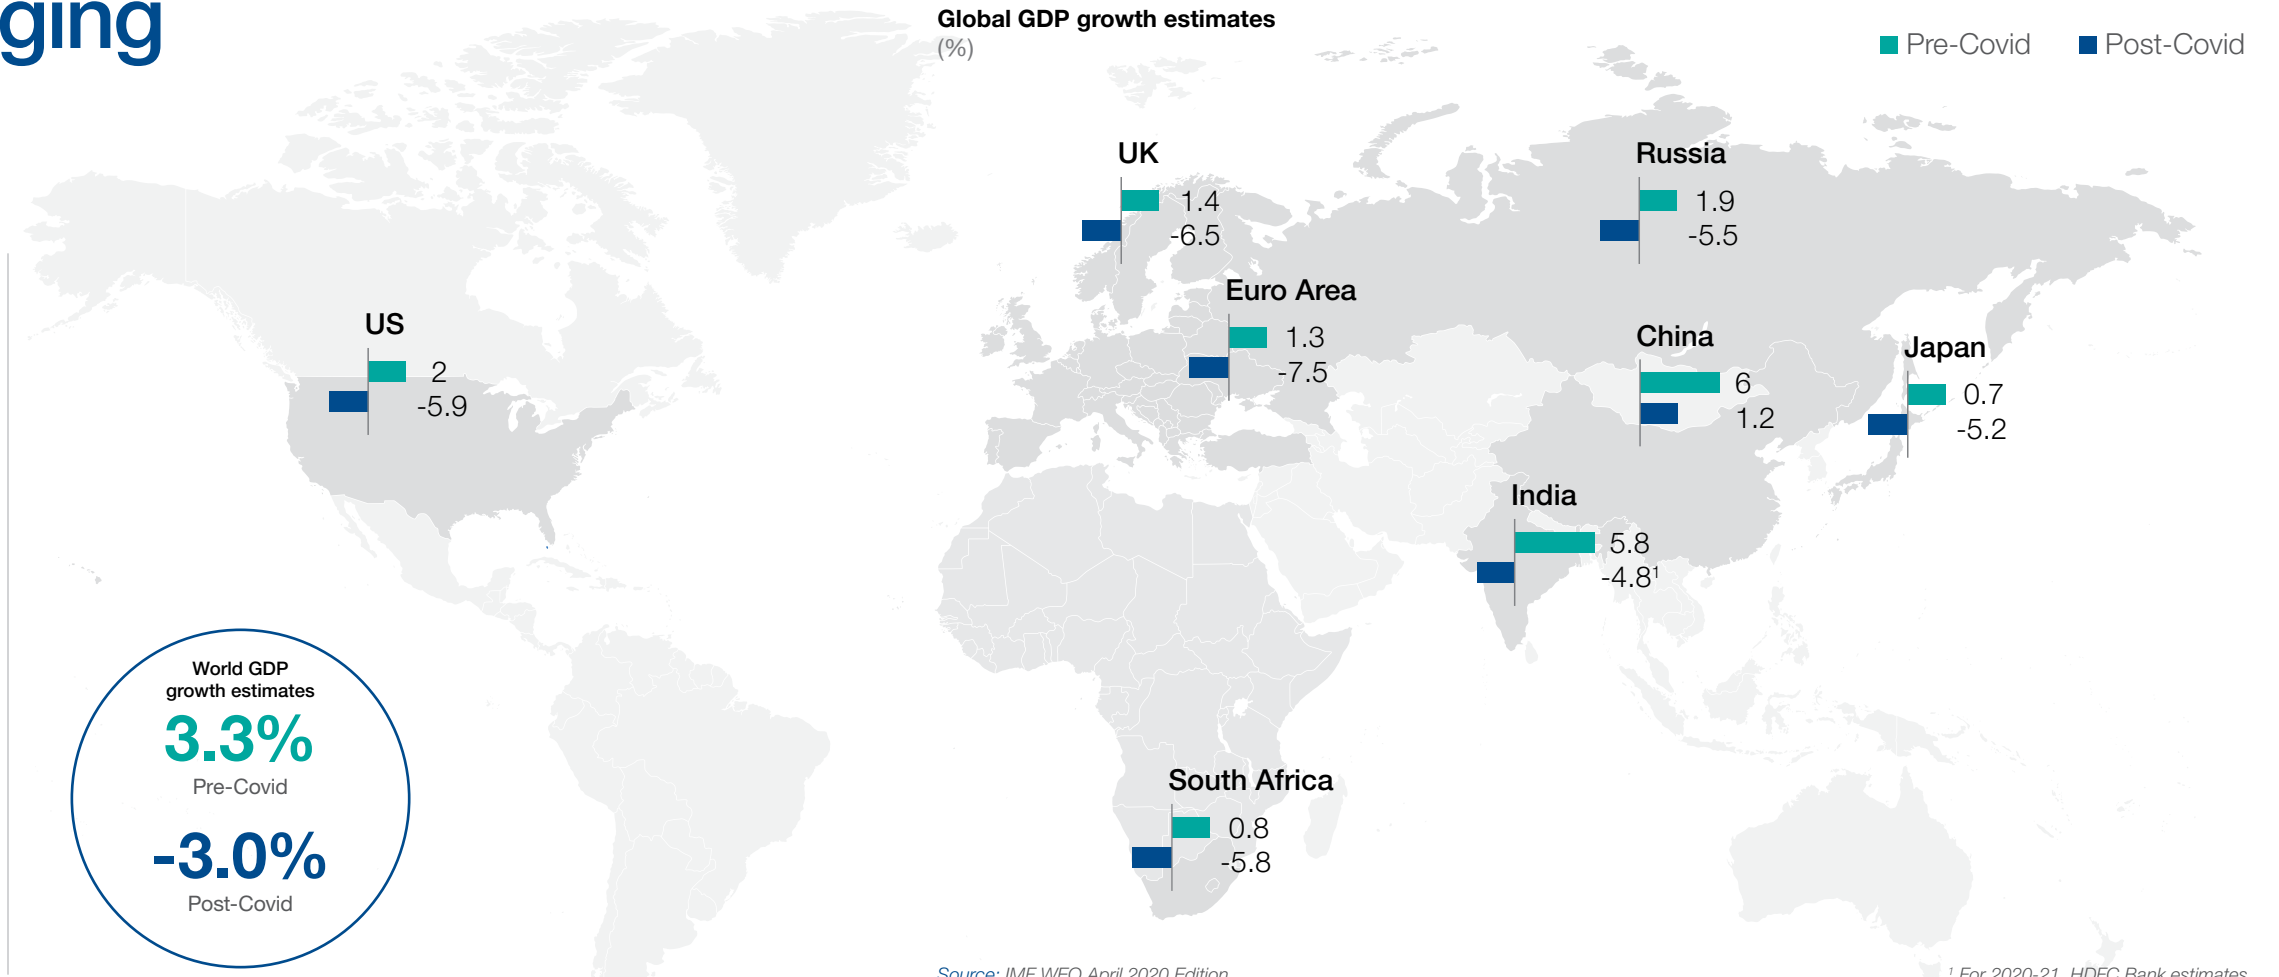 ging
Global GDP growth estimates
(%)
Pre-Covid
Post-Covid
UK
1.4
-6.5
Russia
1.9
-5.5
Euro Area
1.3
-7.5
US
2
-5.9
China
6
1.2
Japan
0.7
-5.2
India
5.8
-4.8¹
World GDP
growth estimates
3.3%
Pre-Covid
-3.0%
Post-Covid
South Africa
0.8
-5.8
Source: IMF WEO April 2020 Edition
¹ For 2020-21, HDFC Bank estimates